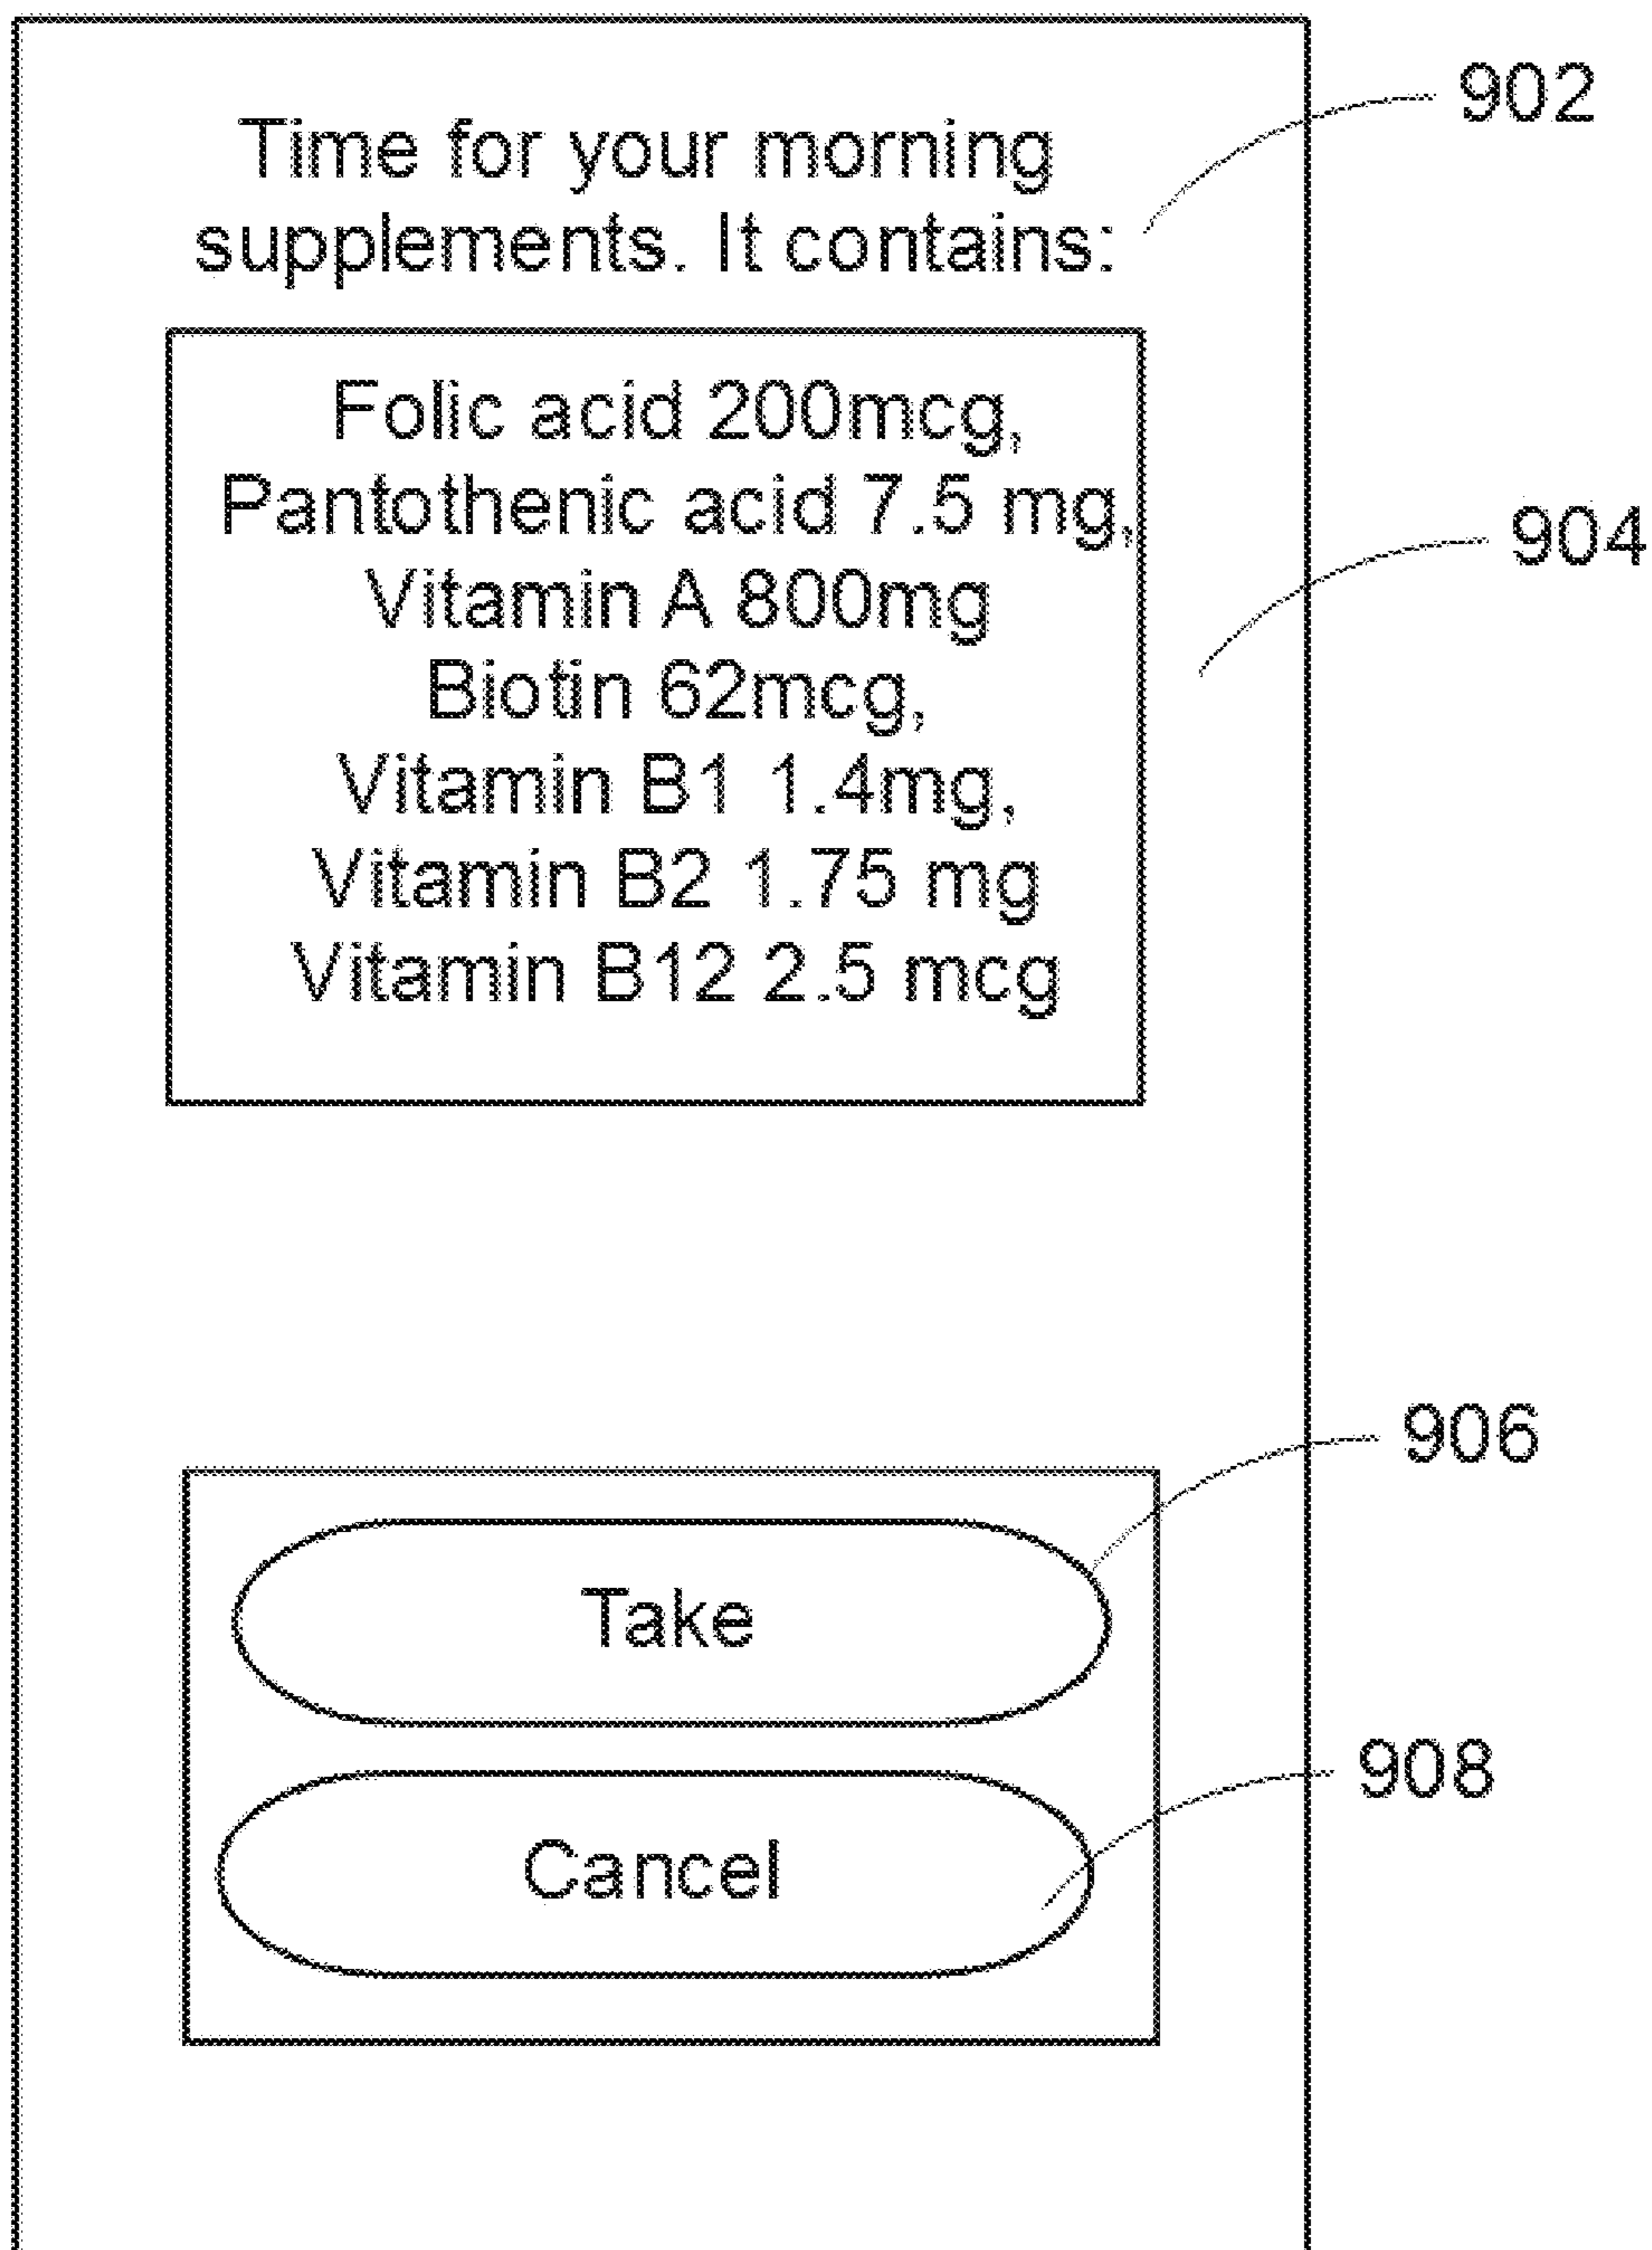 902
Time for your morning
supplements. It contains:
Folic acid 200mcg,
Pantothenic acid 7.5 mg,
904
Vitamin A 800mg
Biotin 62mcg,
Vitamin B1 1.4mg,
Vitamin B2 1.75 mg
Vitamin B12 2.5 mcg
906
Take
908
Cancel